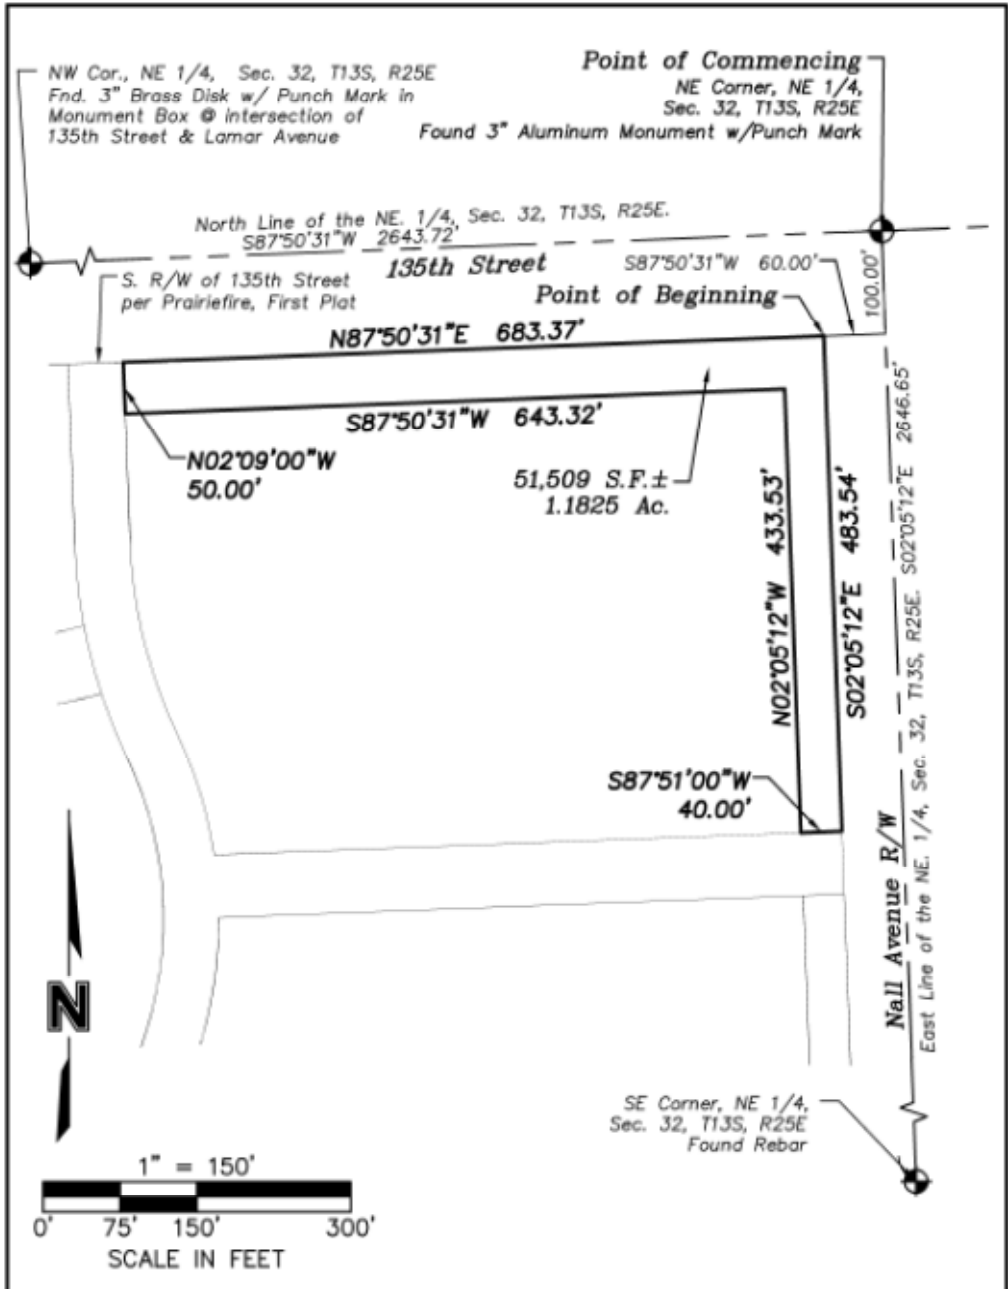 NW Cor., NE 1/4, Sec. 32, T13S, R25E
Fnd. 3" Brass Disk w/ Punch Mark in
Monument Box @ intersection of
135th Street & Lamar Avenue
Point of Commencing
NE Corner, NE 1/4,
Sec. 32, T13S, R25E
Found 3" Aluminum Monument w/Punch Mark
North Line of the NE. 1/4, Sec. 32, T13S, R25E.
S87°50'31"W 2643.72'
135th Street
S87°50'31"W 60.00'
100.00'
S. R/W of 135th Street
per Prairiefire, First Plat
Point of Beginning
N87°50'31"E 683.37'
S87°50'31"W 643.32'
N02°09'00"W
50.00'
51,509 S.F.±
1.1825 Ac.
N02°05'12"W 433.53'
S02°05'12"E 483.54'
S87°51'00"W
40.00'
Nall Avenue R/W
East Line of the NE. 1/4, Sec. 32, T13S, R25E. S02°05'12"E 2646.65'
N
SE Corner, NE 1/4,
Sec. 32, T13S, R25E
Found Rebar
1" = 150'
0' 75' 150' 300'
SCALE IN FEET